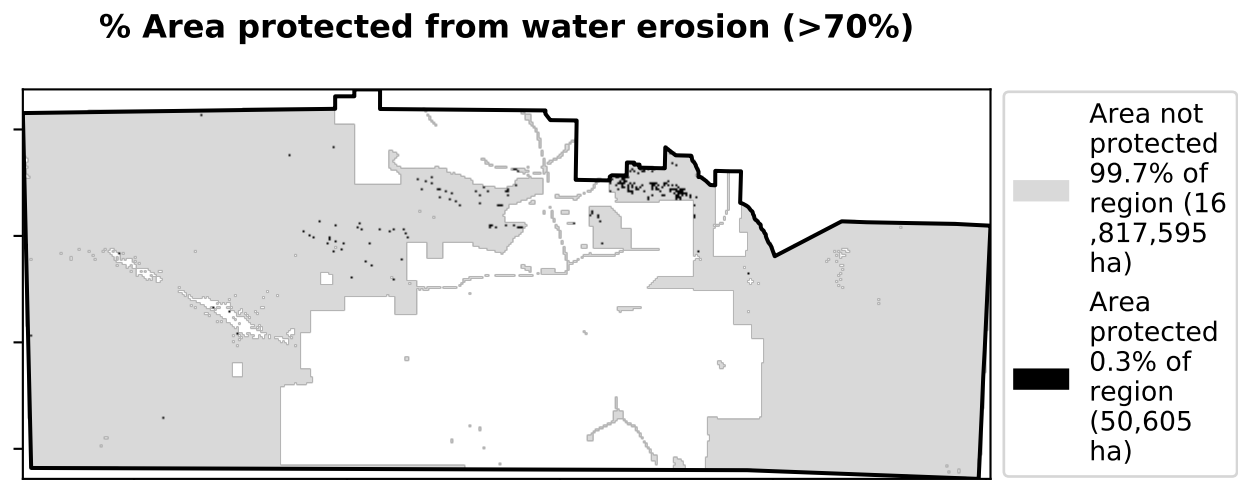 % Area protected from water erosion (>70%)
Area not
protected
99.7% of
region (16
,817,595
ha)
Area
protected
0.3% of
region
(50,605
ha)